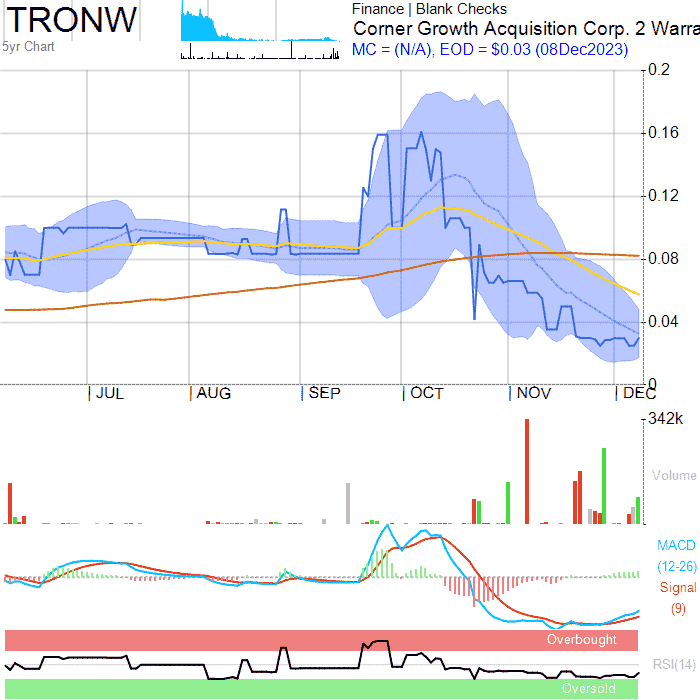 TRONW
5yr Chart
Finance | Blank Checks
Corner Growth Acquisition Corp. 2 Warra
MC = (N/A), EOD = $0.03 (08Dec2023)
0.2
0.16
0.12
0.08
0.04
0
JUL AUG SEP OCT NOV DEC
342k
Volume
MACD
(12-26)
Signal
(9)
Overbought
RSI(14)
Oversold